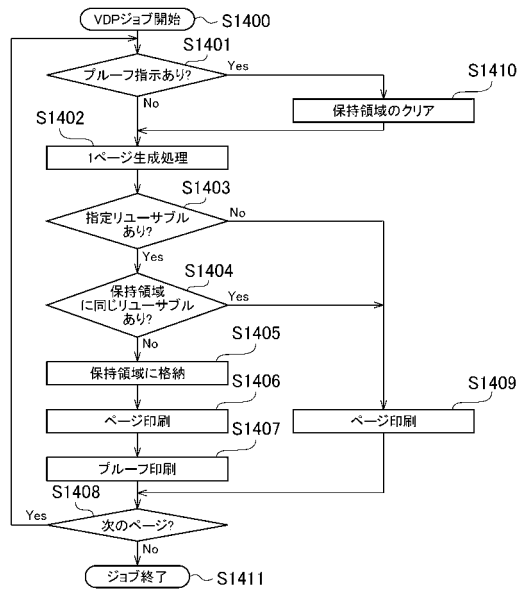 VDPジョブ開始
S1400
S1401
プルーフ指示あり?
Yes
No
S1410
保持領域のクリア
S1402
1ページ生成処理
S1403
指定リユーサブル
あり?
No
Yes
S1404
保持領域
に同じリユーサブル
あり?
Yes
No
S1405
保持領域に格納
S1406
ページ印刷
S1409
ページ印刷
S1407
プルーフ印刷
S1408
次のページ?
Yes
No
ジョブ終了
S1411